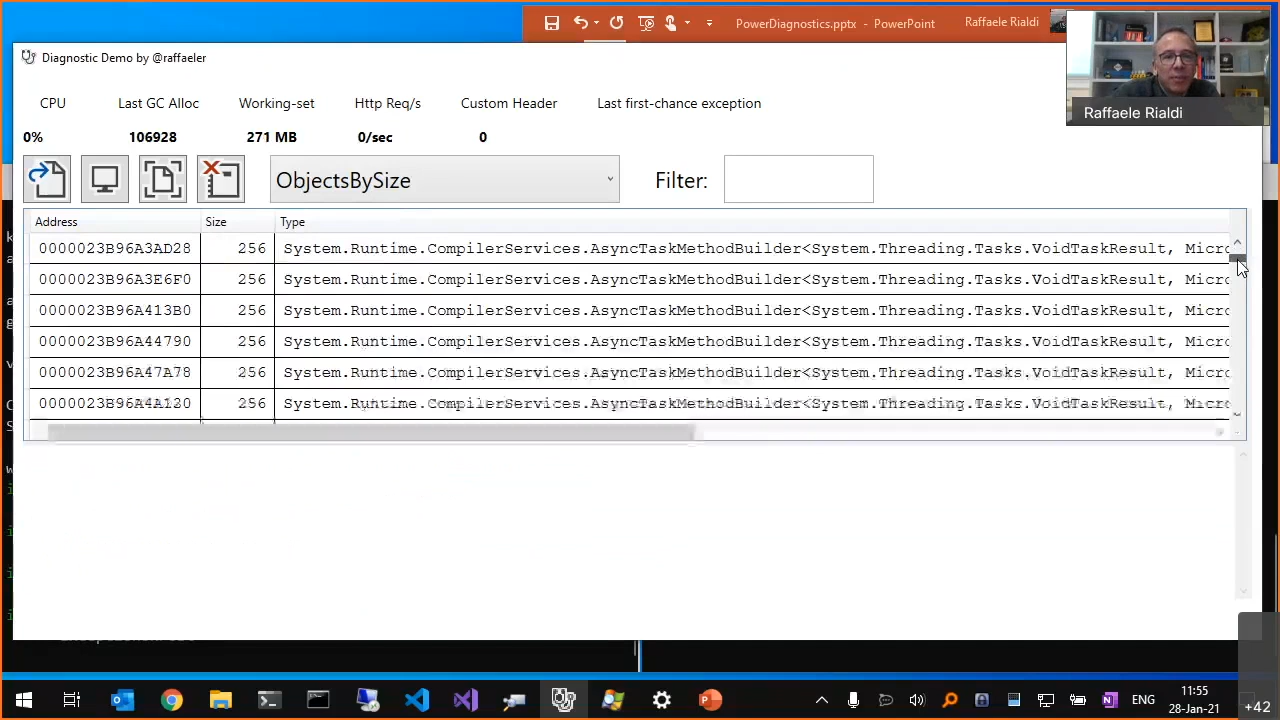 PowerDiagnostics.pptx - PowerPoint
Raffaele Rialdi
Diagnostic Demo by @raffaeler
Raffaele Rialdi
CPU Last GC Alloc Working-set Http Req/s Custom Header Last first-chance exception
0% 106928 271 MB 0/sec 0
ObjectsBySize
Filter:
Address Size Type
0000023B96A3AD28 256 System.Runtime.CompilerServices.AsyncTaskMethodBuilder<System.Threading.Tasks.VoidTaskResult, Micro
0000023B96A3E6F0 256 System.Runtime.CompilerServices.AsyncTaskMethodBuilder<System.Threading.Tasks.VoidTaskResult, Micro
0000023B96A413B0 256 System.Runtime.CompilerServices.AsyncTaskMethodBuilder<System.Threading.Tasks.VoidTaskResult, Micro
0000023B96A44790 256 System.Runtime.CompilerServices.AsyncTaskMethodBuilder<System.Threading.Tasks.VoidTaskResult, Micro
0000023B96A47A78 256 System.Runtime.CompilerServices.AsyncTaskMethodBuilder<System.Threading.Tasks.VoidTaskResult, Micro
256 System.Runtime.CompilerServices.AsyncTaskMethodBuilder<System.Threading.Tasks.VoidTaskResult, Micro
ENG
11:55
28-Jan-21
+42